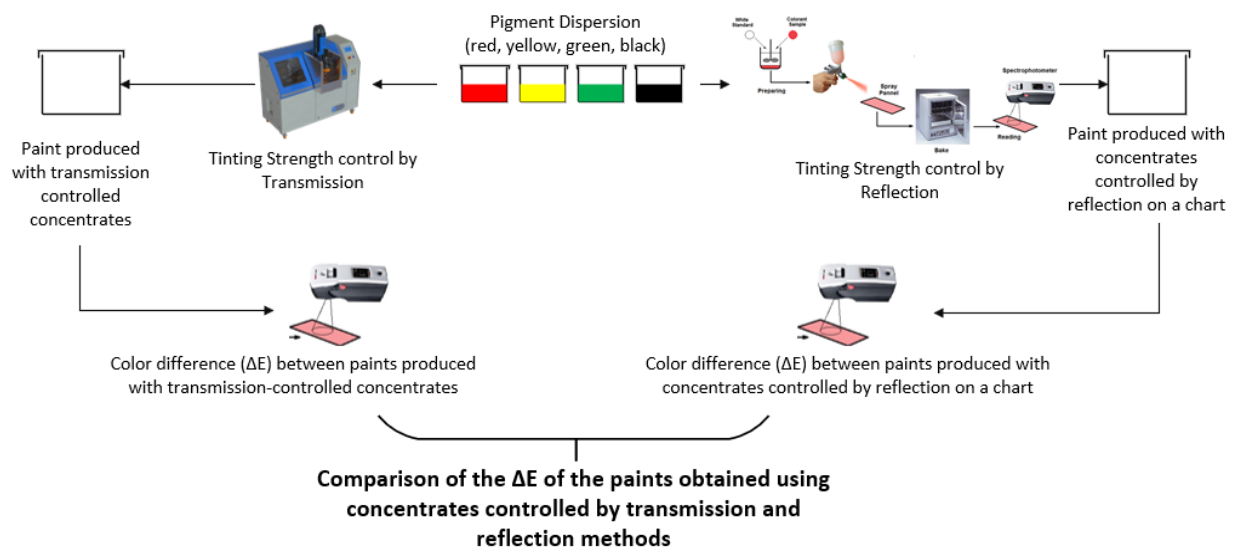 Pigment Dispersion
(red, yellow, green, black)
White
Standard
Colorant
Sample
Preparing
Spray
Pannel
Bake
Spectrophotometer
Reading
Tinting Strength control by
Transmission
Tinting Strength control by
Reflection
Paint produced
with transmission
controlled
concentrates
Paint produced with
concentrates
controlled by
reflection on a chart
Color difference (ΔE) between paints produced
with transmission-controlled concentrates
Color difference (ΔE) between paints produced with
concentrates controlled by reflection on a chart
Comparison of the ΔE of the paints obtained using
concentrates controlled by transmission and
reflection methods